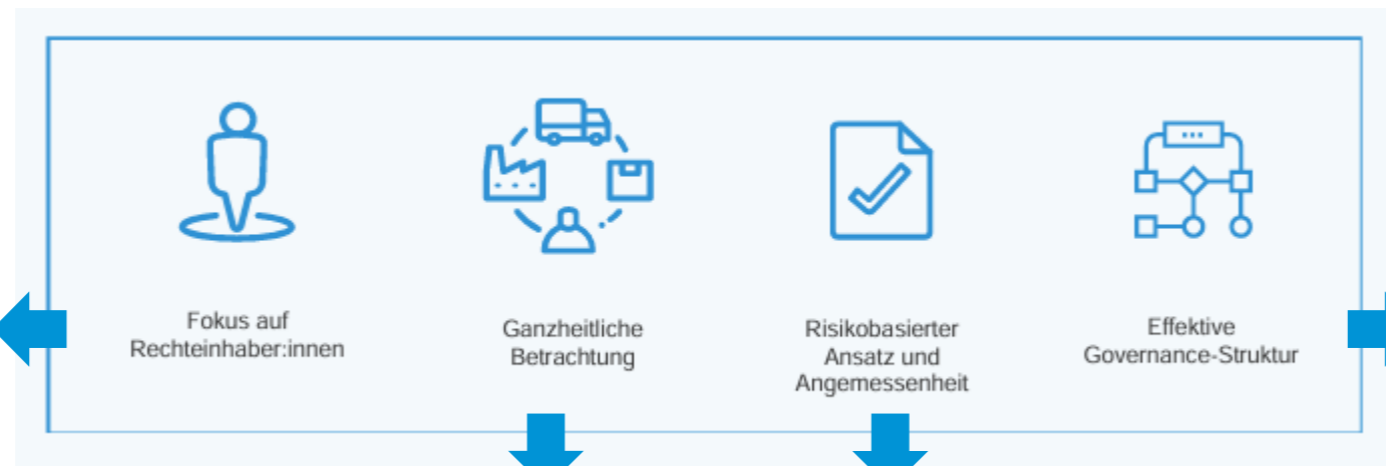 Fokus auf
Rechteinhaber:innen
Ganzheitliche
Betrachtung
Risikobasierter
Ansatz und
Angemessenheit
Effektive
Governance-Struktur